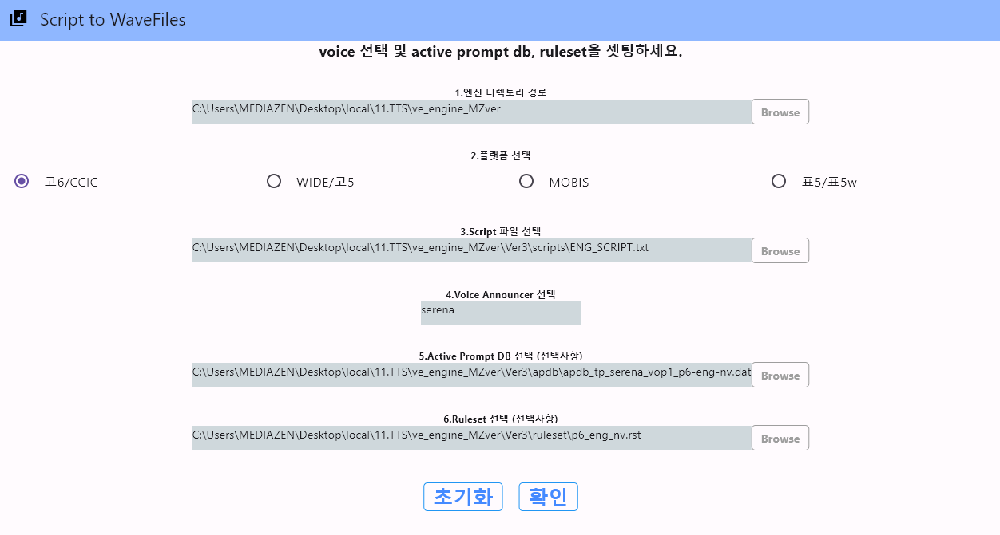 Script to WaveFiles
voice 선택 및 active prompt db, ruleset을 셋팅하세요.
1.엔진 디렉토리 경로
C:\Users\MEDIAZEN\Desktop\local\11.TTS\ve_engine_MZver Browse
2.플랫폼 선택
고6/CCIC WIDE/고5 MOBIS 표5/표5w
3.Script 파일 선택
C:\Users\MEDIAZEN\Desktop\local\11.TTS\ve_engine_MZver\Ver3\scripts\ENG_SCRIPT.txt Browse
4.Voice Announcer 선택
serena
5.Active Prompt DB 선택 (선택사항)
C:\Users\MEDIAZEN\Desktop\local\11.TTS\ve_engine_MZver\Ver3\apdb\apdb_tp_serena_vop1_p6-eng-nv.dat Browse
6.Ruleset 선택 (선택사항)
C:\Users\MEDIAZEN\Desktop\local\11.TTS\ve_engine_MZver\Ver3\ruleset\p6_eng_nv.rst Browse
초기화 확인